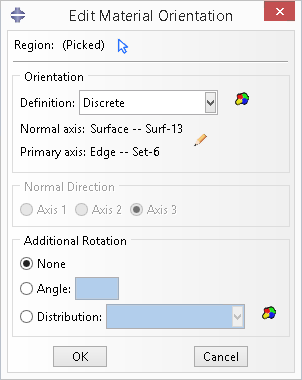 Edit Material Orientation
Region: (Picked)
Orientation
Definition: Discrete
Normal axis: Surface -- Surf-13
Primary axis: Edge -- Set-6
Normal Direction
Axis 1 Axis 2 Axis 3
Additional Rotation
None
Angle:
Distribution:
OK Cancel